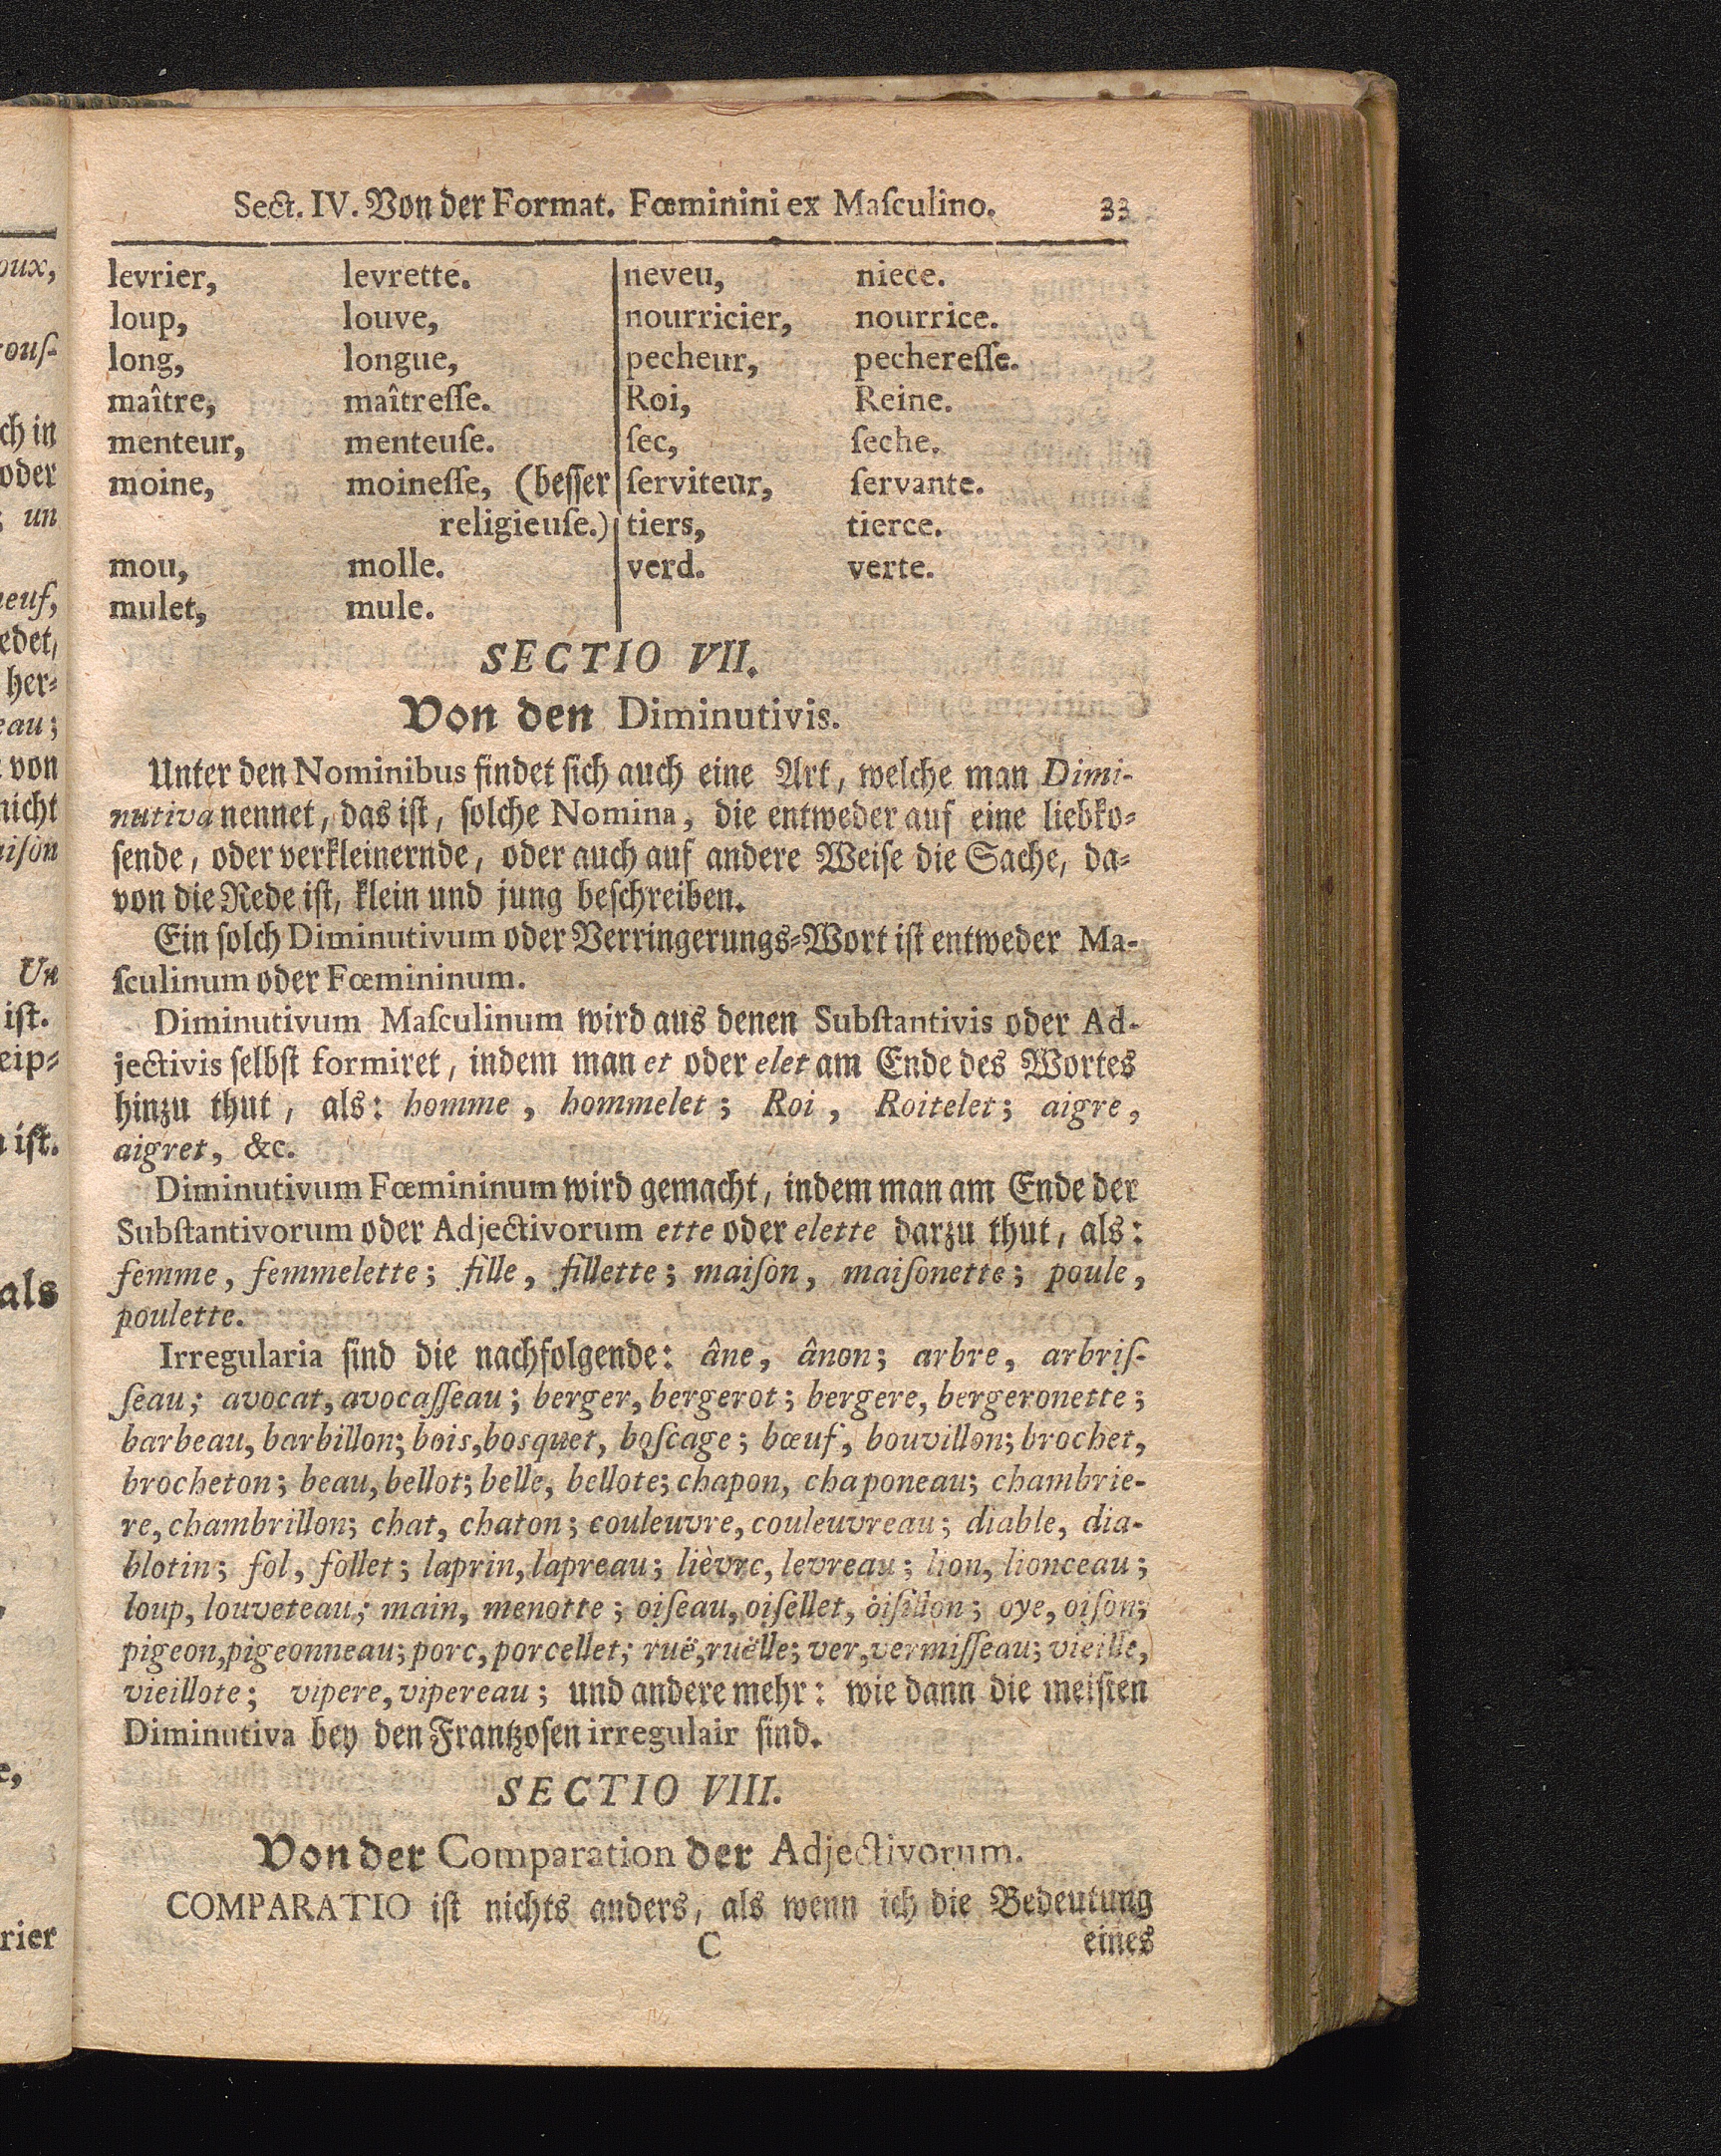 Sect. IV. Von der Format. Fœminini ex Maſculino. 33
levrier, levrette.
loup, louve,
long, longue,
maître, maîtreſſe.
menteur, menteuſe.
moine, moineſſe, (beſſer
religieuſe.)
mou, molle.
mulet, mule.
neveu, niece.
nourricier, nourrice.
pecheur, pechereſſe.
Roi, Reine.
ſec, ſeche.
ſerviteur, ſervante.
tiers, tierce.
verd. verte.
SECTIO VII.
Von den Diminutivis.
Unter den Nominibus findet ſich auch eine Art, welche man Dimi-
nutiva nennet, das iſt, ſolche Nomina, die entweder auf eine liebko-
ſende, oder verkleinernde, oder auch auf andere Weiſe die Sache, da-
von die Rede iſt, klein und jung beſchreiben.
Ein ſolch Diminutivum oder Verringerungs-Wort iſt entweder Ma-
ſculinum oder Fœmininum.
Diminutivum Maſculinum wird aus denen Subſtantivis oder Ad-
jectivis ſelbſt formiret, indem man et oder elet am Ende des Wortes
hinzu thut, als: homme, hommelet; Roi, Roitelet; aigre,
aigret, &c.
Diminutivum Fœmininum wird gemacht, indem man am Ende der
Subſtantivorum oder Adjectivorum ette oder elette darzu thut, als:
femme, femmelette; fille, fillette; maiſon, maiſonette; poule,
poulette.
Irregularia ſind die nachfolgende: âne, ânon; arbre, arbriſ-
ſeau; avocat, avocaſſeau; berger, bergerot; bergere, bergeronette;
barbeau, barbillon; bois, bosquet, boſcage; bœuf, bouvillon; brochet,
brocheton; beau, bellot; belle, bellote; chapon, chaponeau; chambrie-
re, chambrillon; chat, chaton; couleuvre, couleuvreau; diable, dia-
blotin; fol, follet; laprin, lapreau; lièvre, levreau; lion, lionceau;
loup, louveteau; main, menotte; oiſeau, oiſellet, oiſillon; oye, oiſon;
pigeon, pigeonneau; porc, porcellet; ruë, ruëlle; ver, vermiſſeau; vieille,
vieillote; vipere, vipereau; und andere mehr: wie dann die meiſten
Diminutiva bey den Frantzoſen irregulair ſind.
SECTIO VIII.
Von der Comparation der Adjectivorum.
COMPARATIO iſt nichts anders, als wenn ich die Bedeutung
C eines